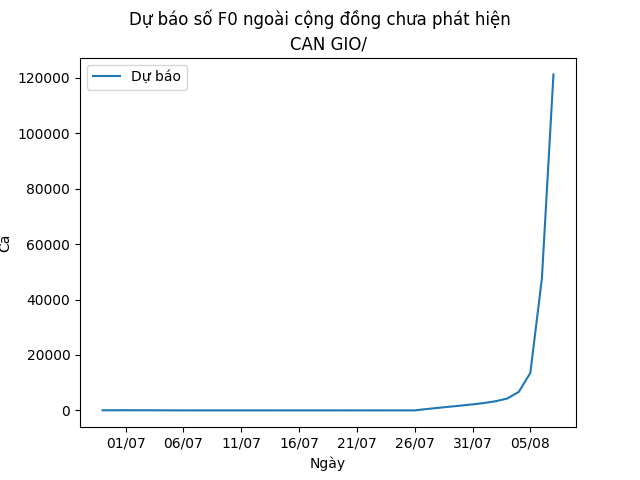 Dự báo số F0 ngoài cộng đồng chưa phát hiện
CAN GIO/
Dự báo
120000
100000
80000
60000
40000
20000
0
Ca
01/07 06/07 11/07 16/07 21/07 26/07 31/07 05/08
Ngày